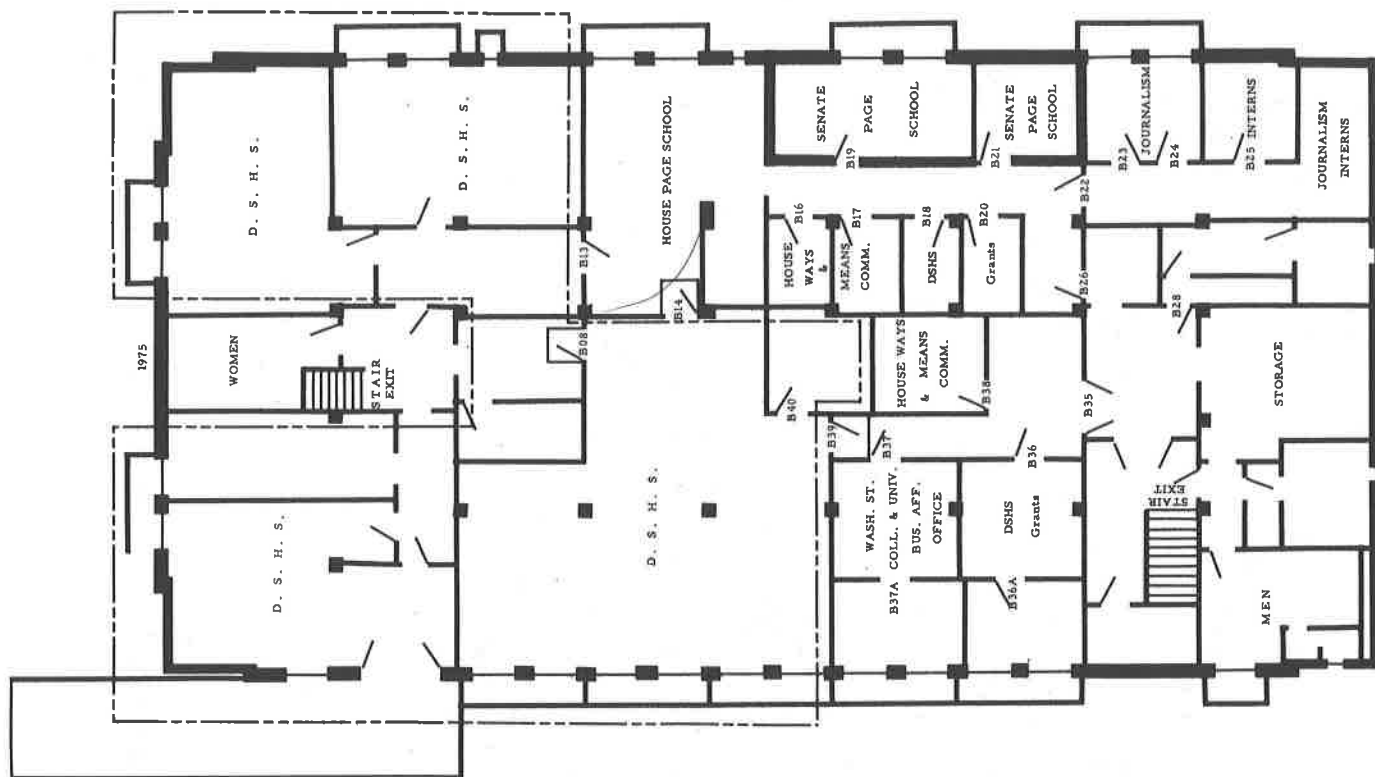 1975
D. S. H. S.
D. S. H. S.
HOUSE PAGE SCHOOL
SENATE
PAGE
SCHOOL
B19
SENATE
PAGE
SCHOOL
B21
JOURNALISM
B23
B24
INTERNS
B25
JOURNALISM
INTERNS
B22
B16
HOUSE
WAYS
&
MEANS
COMM.
B17
B18
DSHS
B20
Grants
B13
B14
B26
B28
WOMEN
STAIR
EXIT
B08
B40
HOUSE WAYS
& MEANS
COMM.
B38
B35
STORAGE
B39
B37
B36
D. S. H. S.
D. S. H. S.
WASH. ST.
COLL. & UNIV.
BUS. AFF.
OFFICE
B37A
DSHS
Grants
B36A
STAIR
EXIT
MEN